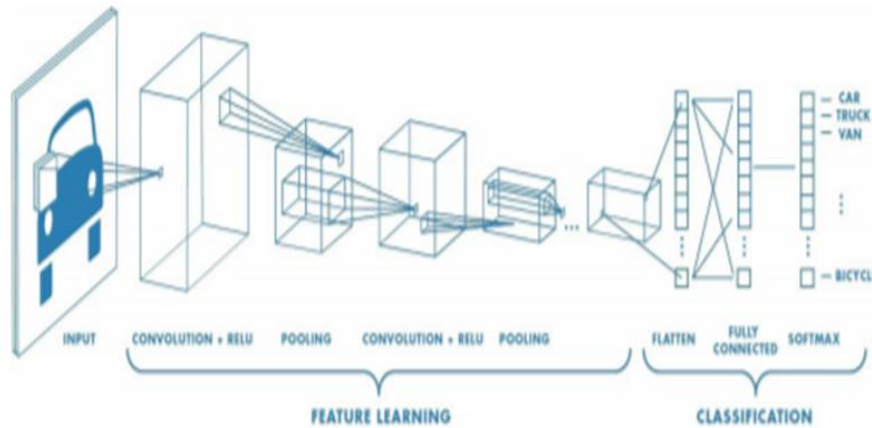 CAR
TRUCK
VAN
BICYCL
INPUT
CONVOLUTION + RELU
POOLING
CONVOLUTION + RELU
POOLING
FLATTEN
FULLY
CONNECTED
SOFTMAX
FEATURE LEARNING
CLASSIFICATION